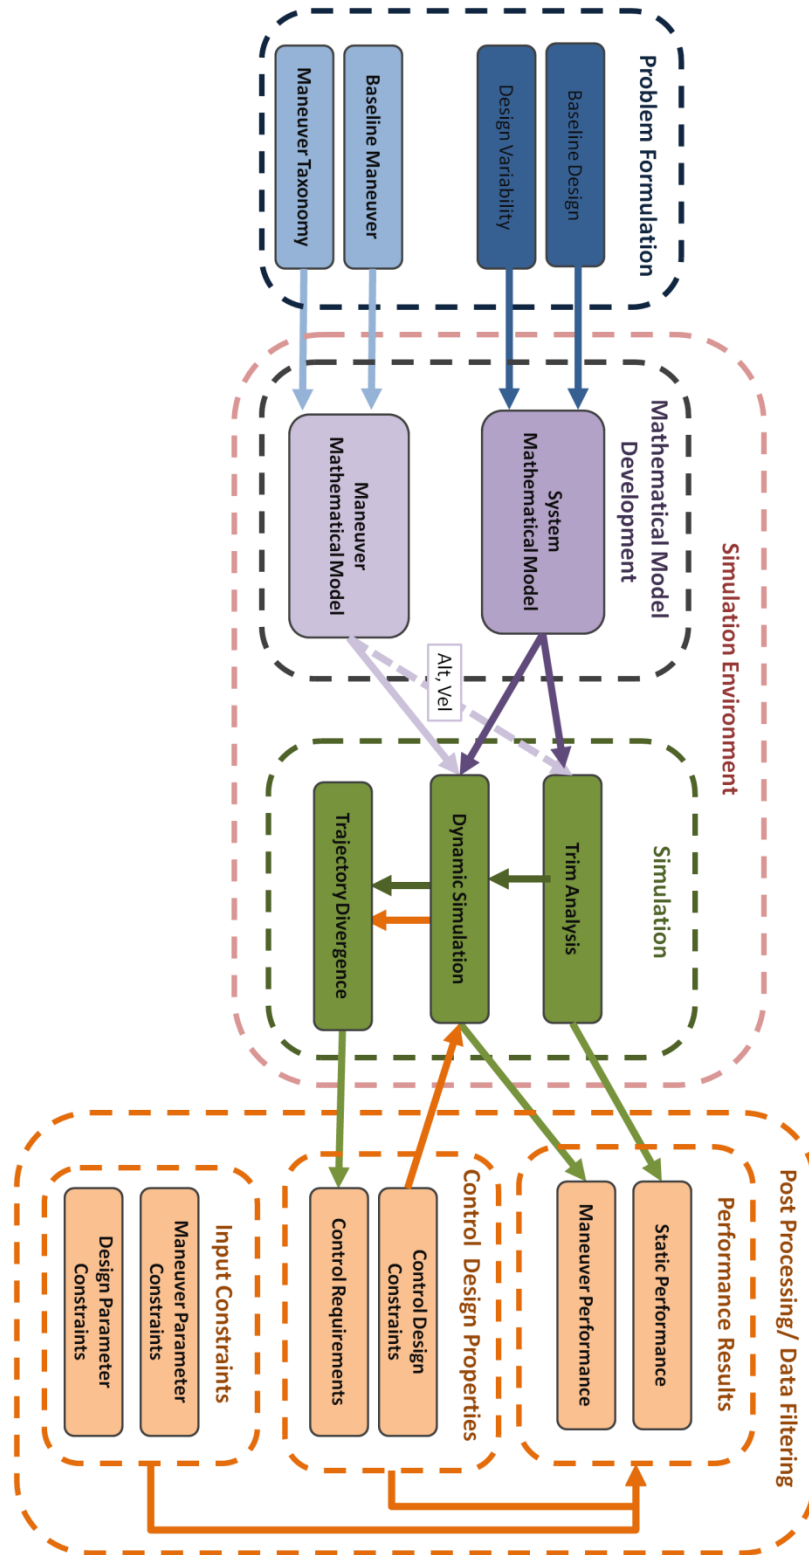 Problem Formulation
Baseline Design
Design Variability
Baseline Maneuver
Maneuver Taxonomy
Simulation Environment
Mathematical Model
Development
System
Mathematical Model
Maneuver
Mathematical Model
Alt, Vel
Simulation
Trim Analysis
Dynamic Simulation
Trajectory Divergence
Post Processing/ Data Filtering
Performance Results
Static Performance
Maneuver Performance
Control Design Properties
Control Design
Constraints
Control Requirements
Input Constraints
Maneuver Parameter
Constraints
Design Parameter
Constraints